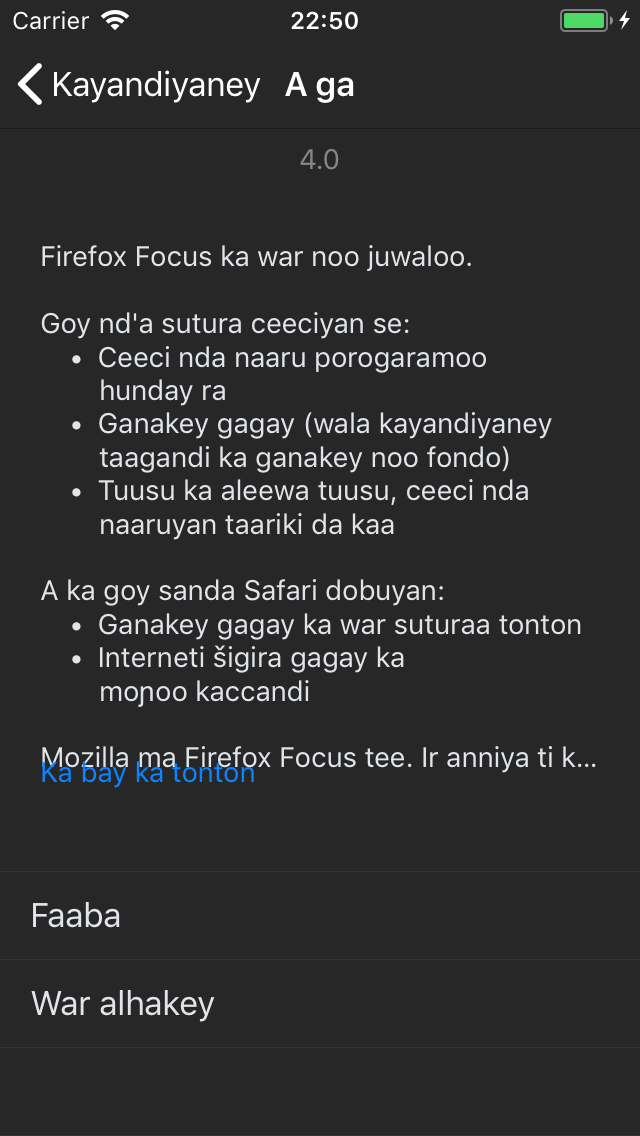 Carrier 22:50
Kayandiyaney A ga
4.0
Firefox Focus ka war noo juwaloo.
Goy nd'a sutura ceeciyan se:
• Ceeci nda naaru porogaramoo
hunday ra
• Ganakey gagay (wala kayandiyaney
taagandi ka ganakey noo fondo)
• Tuusu ka aleewa tuusu, ceeci nda
naaruyan taariki da kaa
A ka goy sanda Safari dobuyan:
• Ganakey gagay ka war suturaa tonton
• Interneti šigira gagay ka
moɲoo kaccandi
Mozilla ma Firefox Focus tee. Ir anniya ti k...
Ka bay ka tonton
Faaba
War alhakey